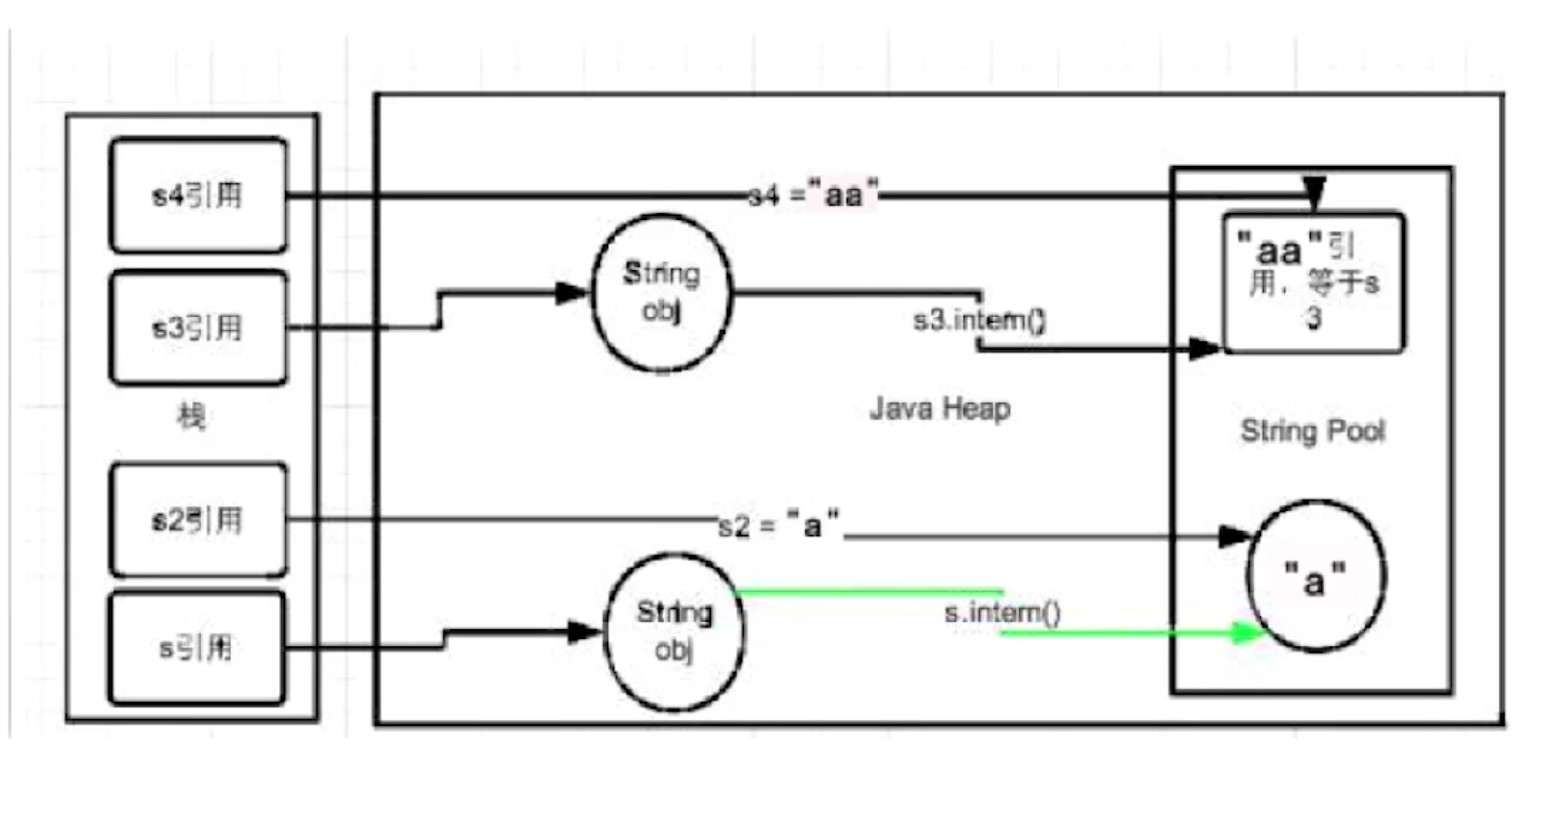 s4引用
s4 ="aa"
"aa"引
用，等于s
3
String
obj
s3引用
s3.intern()
栈
Java Heap
String Pool
s2引用
s2 = "a"
"a"
String
obj
s.intern()
s引用